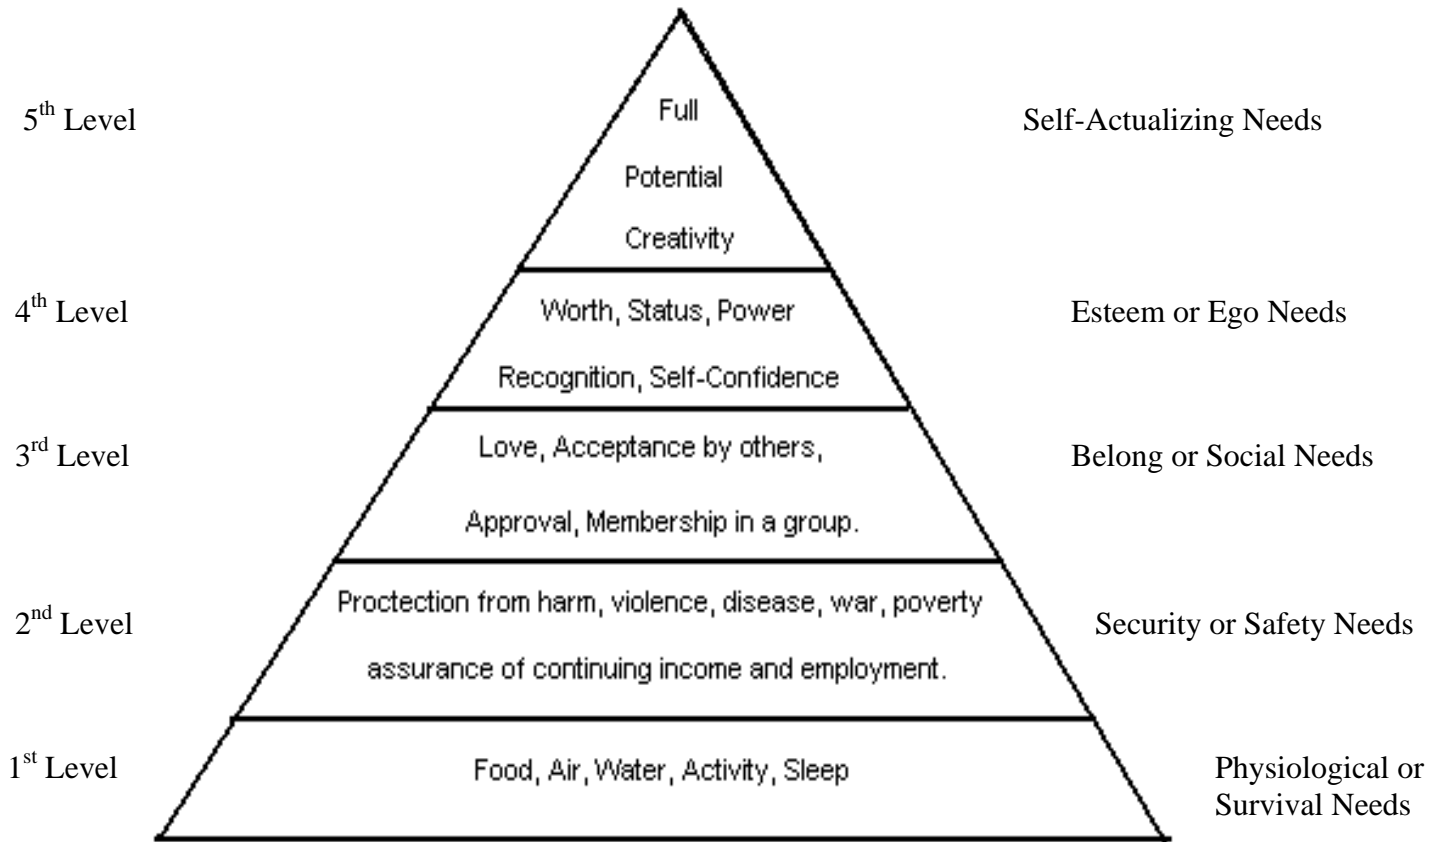 Full
5th Level
Self-Actualizing Needs
Potential
Creativity
4th Level
Worth, Status, Power
Esteem or Ego Needs
Recognition, Self-Confidence
3rd Level
Love, Acceptance by others,
Belong or Social Needs
Approval, Membership in a group.
2nd Level
Proctection from harm, violence, disease, war, poverty
Security or Safety Needs
assurance of continuing income and employment.
1st Level
Food, Air, Water, Activity, Sleep
Physiological or
Survival Needs